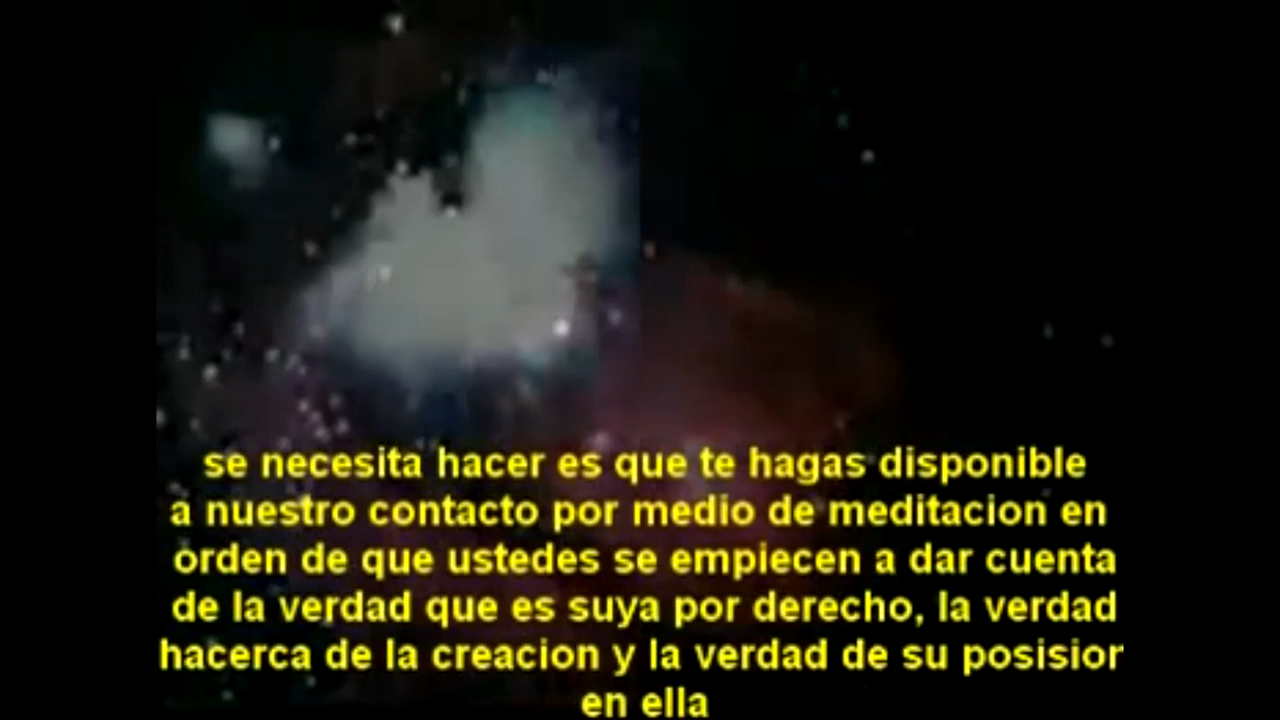 se necesita hacer es que te hagas disponible
a nuestro contacto por medio de meditacion en
orden de que ustedes se empiecen a dar cuenta
de la verdad que es suya por derecho, la verdad
hacerca de la creacion y la verdad de su posision
en ella